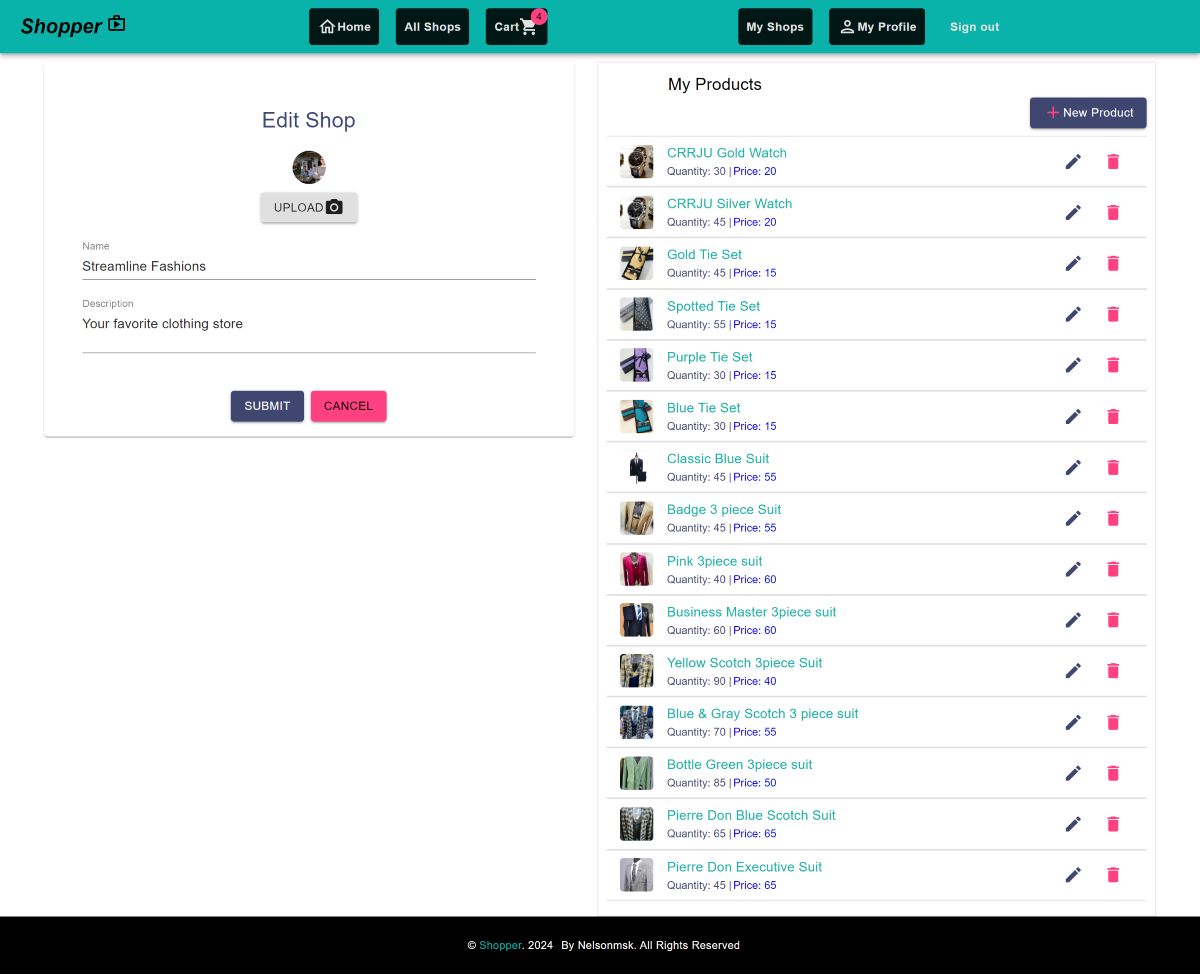 Shopper
Home
All Shops
Cart
4
My Shops
My Profile
Sign out
Edit Shop
UPLOAD
Name
Streamline Fashions
Description
Your favorite clothing store
SUBMIT
CANCEL
My Products
New Product
CRRJU Gold Watch
Quantity: 30 | Price: 20
CRRJU Silver Watch
Quantity: 45 | Price: 20
Gold Tie Set
Quantity: 45 | Price: 15
Spotted Tie Set
Quantity: 55 | Price: 15
Purple Tie Set
Quantity: 30 | Price: 15
Blue Tie Set
Quantity: 30 | Price: 15
Classic Blue Suit
Quantity: 45 | Price: 55
Badge 3 piece Suit
Quantity: 45 | Price: 55
Pink 3piece suit
Quantity: 40 | Price: 60
Business Master 3piece suit
Quantity: 60 | Price: 60
Yellow Scotch 3piece Suit
Quantity: 90 | Price: 40
Blue & Gray Scotch 3 piece suit
Quantity: 70 | Price: 55
Bottle Green 3piece suit
Quantity: 85 | Price: 50
Pierre Don Blue Scotch Suit
Quantity: 65 | Price: 65
Pierre Don Executive Suit
Quantity: 45 | Price: 65
© Shopper. 2024 By Nelsonmsk. All Rights Reserved